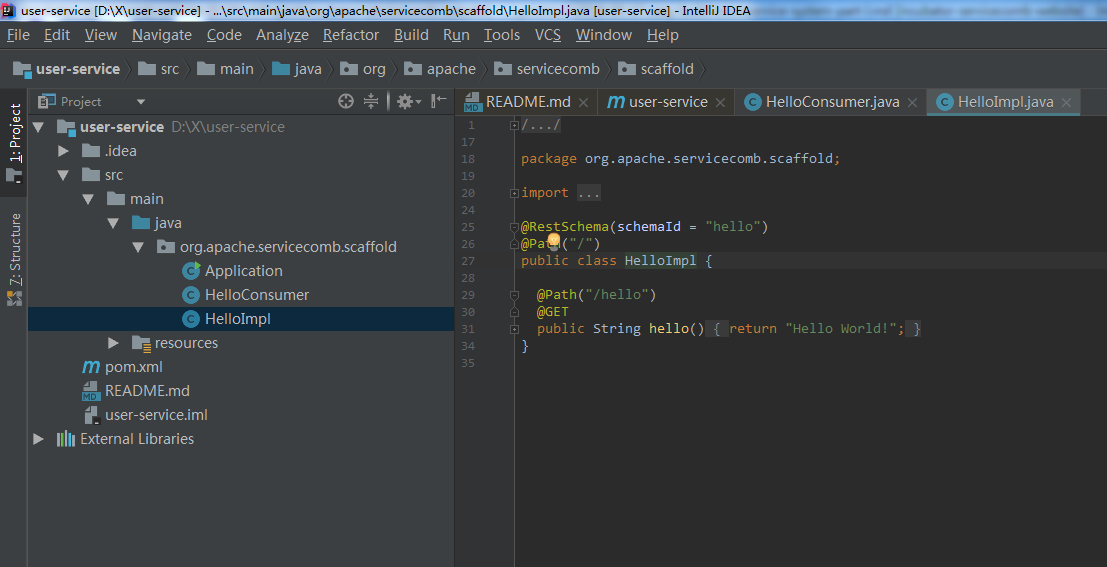 user-service [D:\X\user-service] - ...\src\main\java\org\apache\servicecomb\scaffold\HelloImpl.java [user-service] - IntelliJ IDEA
File Edit View Navigate Code Analyze Refactor Build Run Tools VCS Window Help
user-service src main java org apache servicecomb scaffold
1: Project
7: Structure
Project
user-service D:\X\user-service
.idea
src
main
java
org.apache.servicecomb.scaffold
Application
HelloConsumer
HelloImpl
resources
pom.xml
README.md
user-service.iml
External Libraries
README.md user-service HelloConsumer.java HelloImpl.java
1 /.../
17
18 package org.apache.servicecomb.scaffold;
19
20 import ...
24
25 @RestSchema(schemaId = "hello")
26 @Path("/")
27 public class HelloImpl {
28
29 @Path("/hello")
30 @GET
31 public String hello() { return "Hello World!"; }
34 }
35